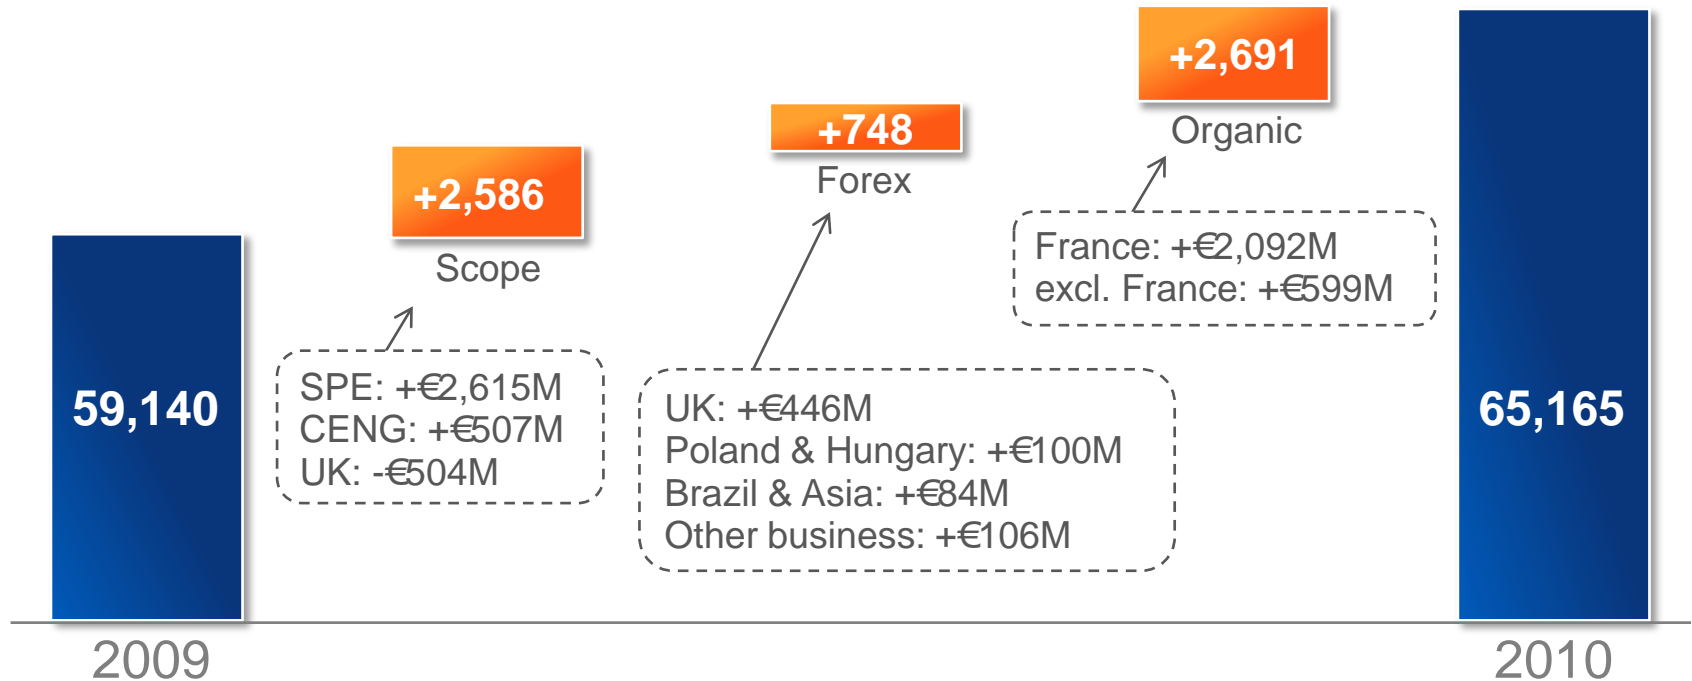 59,140
2009
+2,586
Scope
SPE: +€2,615M
CENG: +€507M
UK: -€504M
+748
Forex
UK: +€446M
Poland & Hungary: +€100M
Brazil & Asia: +€84M
Other business: +€106M
+2,691
Organic
France: +€2,092M
excl. France: +€599M
65,165
2010